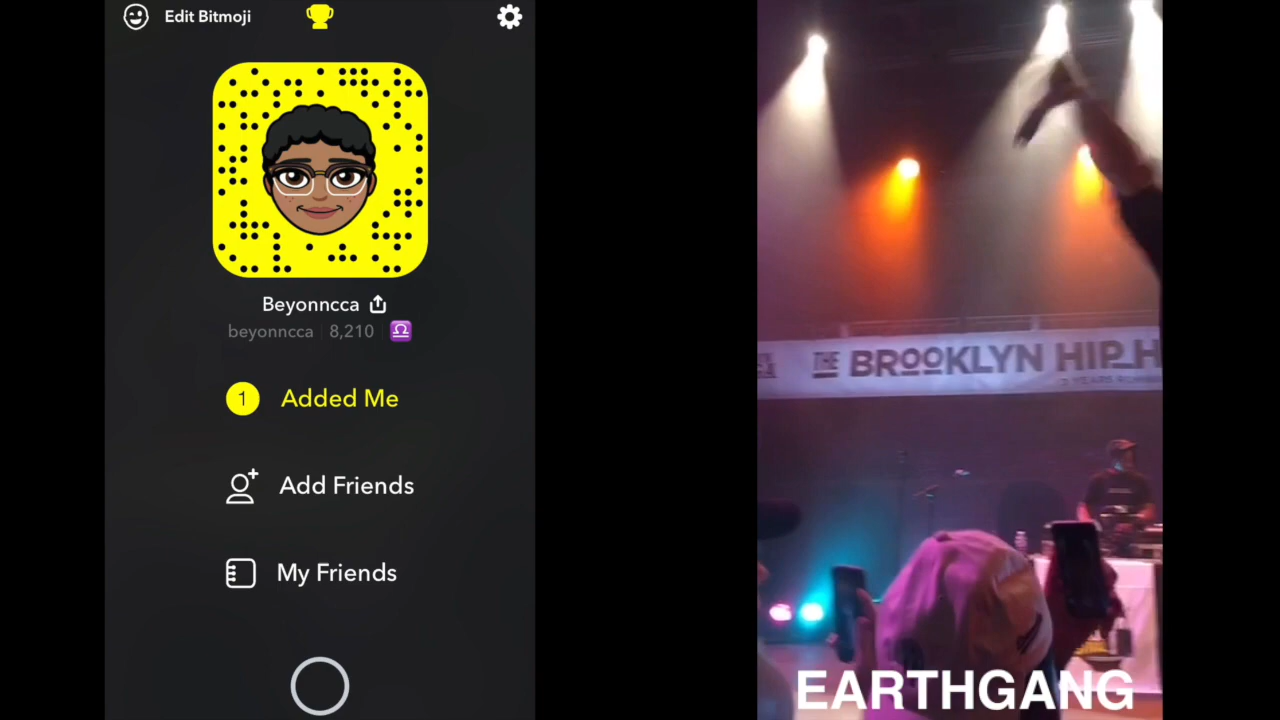 Edit Bitmoji
Beyonncca
beyonncca 8,210
1 Added Me
Add Friends
My Friends
THE BROOKLYN HIP H
EARTHGANG